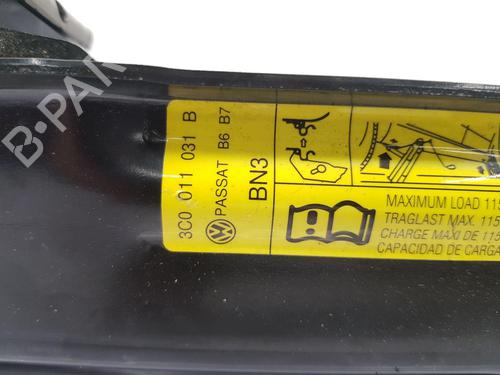 3C0 011 031 B
PASSAT B6 B7
BN3
MAXIMUM LOAD 115
TRAGLAST MAX. 115
CHARGE MAXI DE 115
CAPACIDAD DE CARGA
B-PARTS